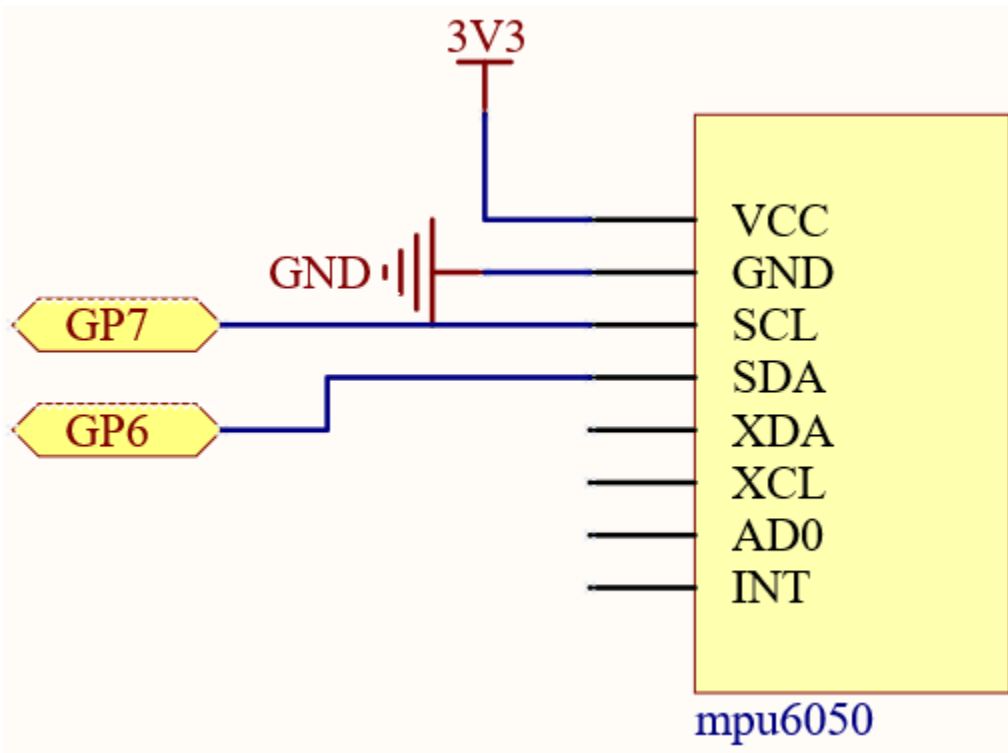 3V3
VCC
GND GND
GP7 SCL
SDA
GP6 XDA
XCL
AD0
INT
mpu6050